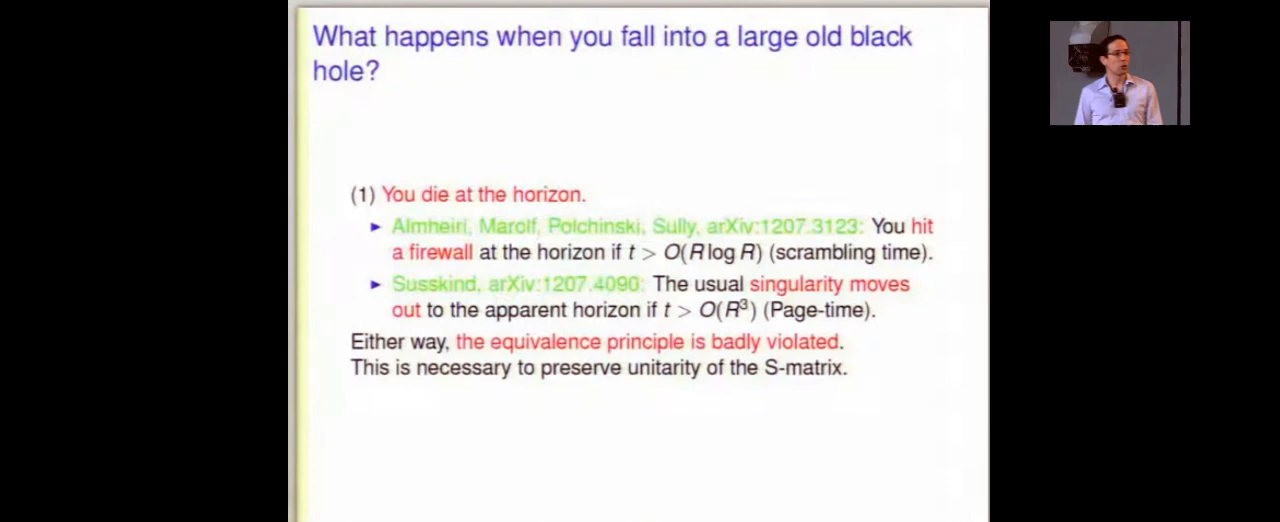 What happens when you fall into a large old black
hole?
(1) You die at the horizon.
► Almheiri, Marolf, Polchinski, Sully, arXiv:1207.3123: You hit
a firewall at the horizon if t > O(R log R) (scrambling time).
► Susskind, arXiv:1207.4090: The usual singularity moves
out to the apparent horizon if t > O(R³) (Page-time).
Either way, the equivalence principle is badly violated.
This is necessary to preserve unitarity of the S-matrix.